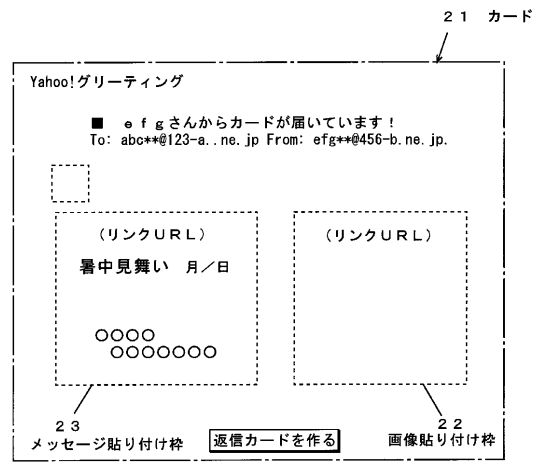 ２１　カード
Yahoo!グリーティング
■　ｅｆｇさんからカードが届いています！
To: abc**@123-a..ne.jp From: efg**@456-b.ne.jp.
（リンクＵＲＬ）
暑中見舞い　月／日
○○○○
○○○○○○○
（リンクＵＲＬ）
２３
メッセージ貼り付け枠
返信カードを作る
２２
画像貼り付け枠